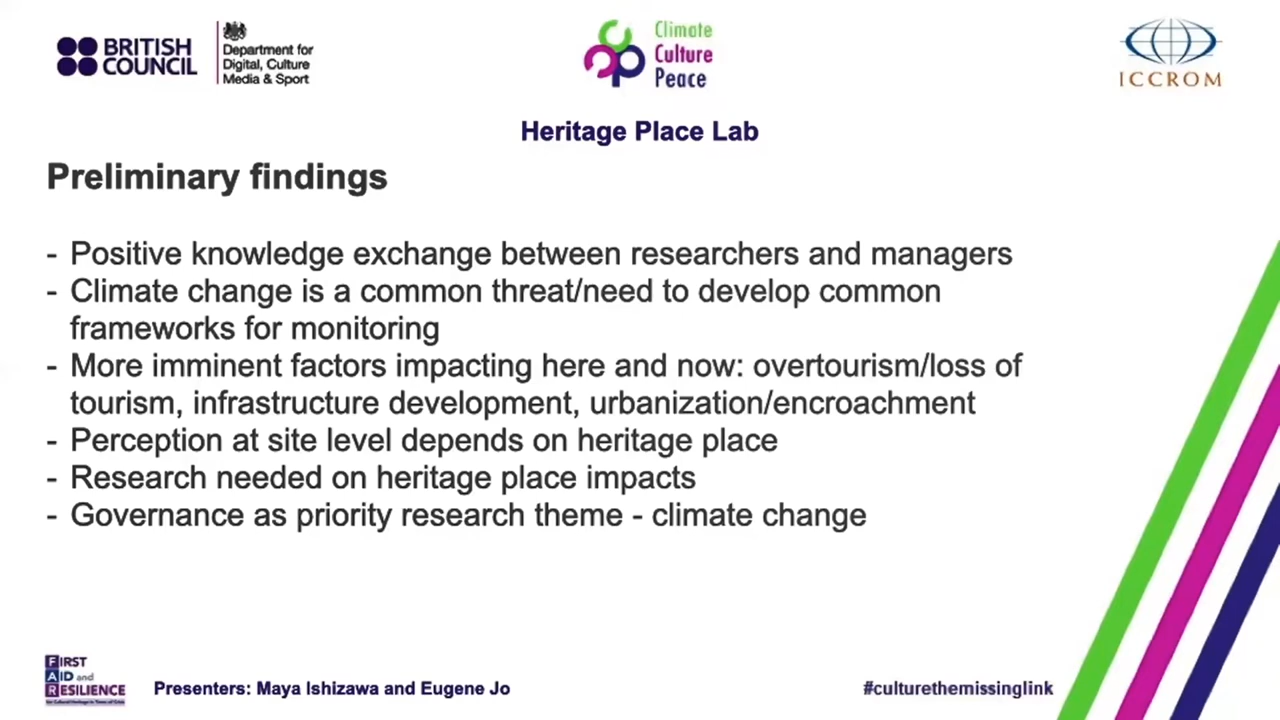 BRITISH
COUNCIL
Department for
Digital, Culture
Media & Sport
Climate
Culture
Peace
ICCROM
Heritage Place Lab
Preliminary findings
- Positive knowledge exchange between researchers and managers
- Climate change is a common threat/need to develop common
frameworks for monitoring
- More imminent factors impacting here and now: overtourism/loss of
tourism, infrastructure development, urbanization/encroachment
- Perception at site level depends on heritage place
- Research needed on heritage place impacts
- Governance as priority research theme - climate change
FIRST
AID and
RESILIENCE
for Cultural Heritage in Times of Crisis
Presenters: Maya Ishizawa and Eugene Jo
#culturethemissinglink